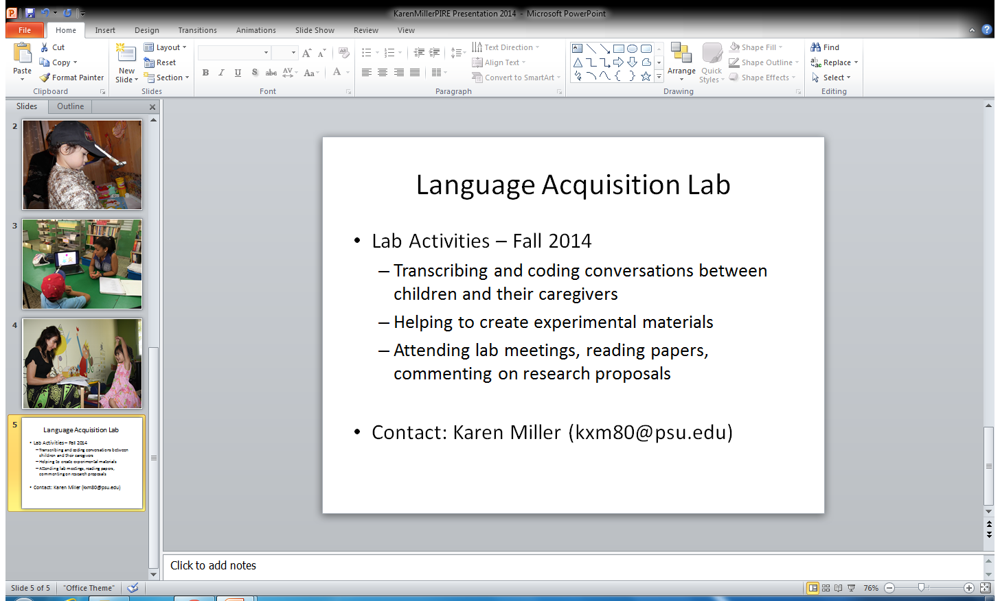 KarenMillerPIRE Presentation 2014 - Microsoft PowerPoint
File Home Insert Design Transitions Animations Slide Show Review View
Paste
Cut
Copy
Format Painter
Clipboard
New
Slide
Layout
Reset
Section
Slides
B I U S abc AV Aa A
Font
Text Direction
Align Text
Convert to SmartArt
Paragraph
Arrange
Quick
Styles
Shape Fill
Shape Outline
Shape Effects
Drawing
Find
Replace
Select
Editing
Slides Outline
2
3
4
5
Language Acquisition Lab
• Lab Activities – Fall 2014
– Transcribing and coding conversations between
children and their caregivers
– Helping to create experimental materials
– Attending lab meetings, reading papers,
commenting on research proposals
• Contact: Karen Miller (kxm80@psu.edu)
Language Acquisition Lab
• Lab Activities – Fall 2014
– Transcribing and coding conversations between
children and their caregivers
– Helping to create experimental materials
– Attending lab meetings, reading papers,
commenting on research proposals
• Contact: Karen Miller (kxm80@psu.edu)
Click to add notes
Slide 5 of 5 "Office Theme" 76%